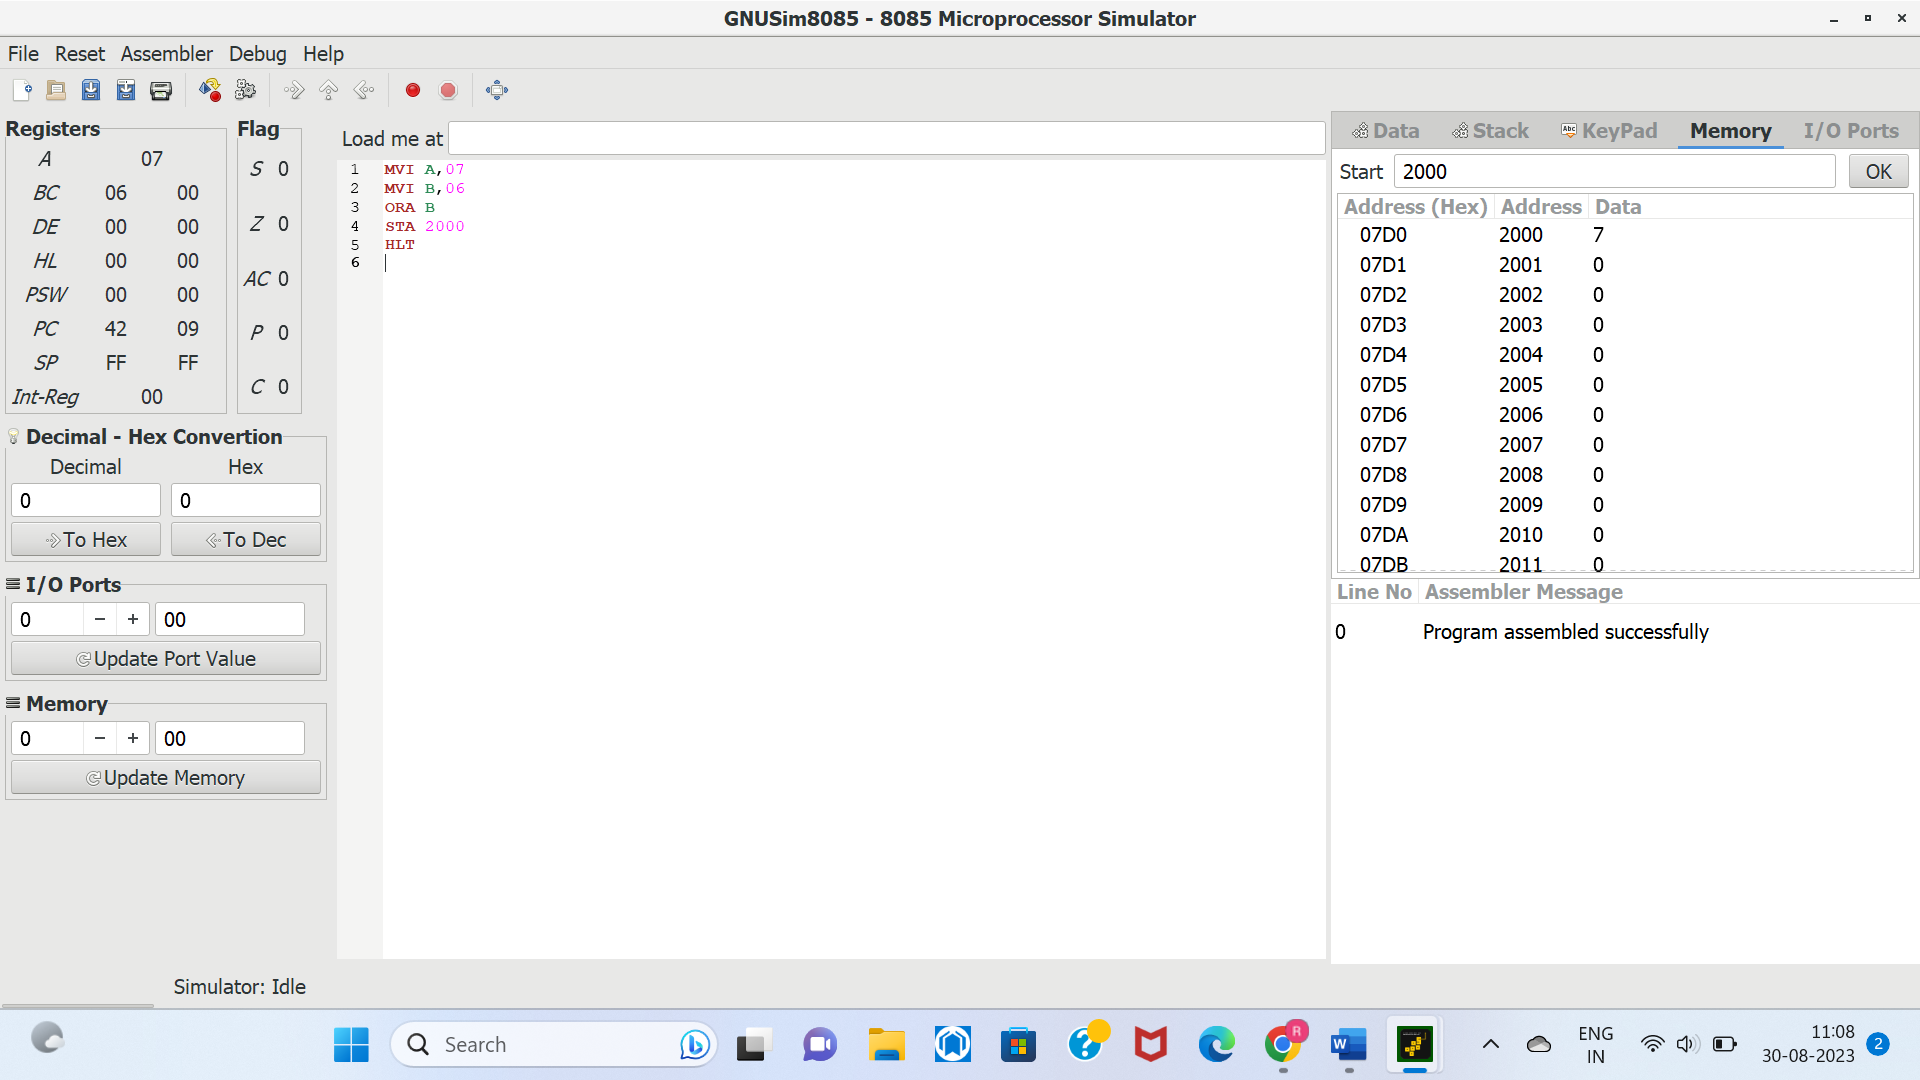 GNUSim8085 - 8085 Microprocessor Simulator
File Reset Assembler Debug Help
Registers
A 07
BC 06 00
DE 00 00
HL 00 00
PSW 00 00
PC 42 09
SP FF FF
Int-Reg 00
Flag
S 0
Z 0
AC 0
P 0
C 0
Decimal - Hex Convertion
Decimal Hex
0 0
To Hex To Dec
I/O Ports
0 − + 00
Update Port Value
Memory
0 − + 00
Update Memory
Simulator: Idle
Load me at
1 MVI A,07
2 MVI B,06
3 ORA B
4 STA 2000
5 HLT
6
Data Stack Abc KeyPad Memory I/O Ports
Start 2000 OK
Address (Hex) Address Data
07D0 2000 7
07D1 2001 0
07D2 2002 0
07D3 2003 0
07D4 2004 0
07D5 2005 0
07D6 2006 0
07D7 2007 0
07D8 2008 0
07D9 2009 0
07DA 2010 0
07DB 2011 0
Line No Assembler Message
0 Program assembled successfully
Search
R
W
ENG
IN
11:08
30-08-2023
2